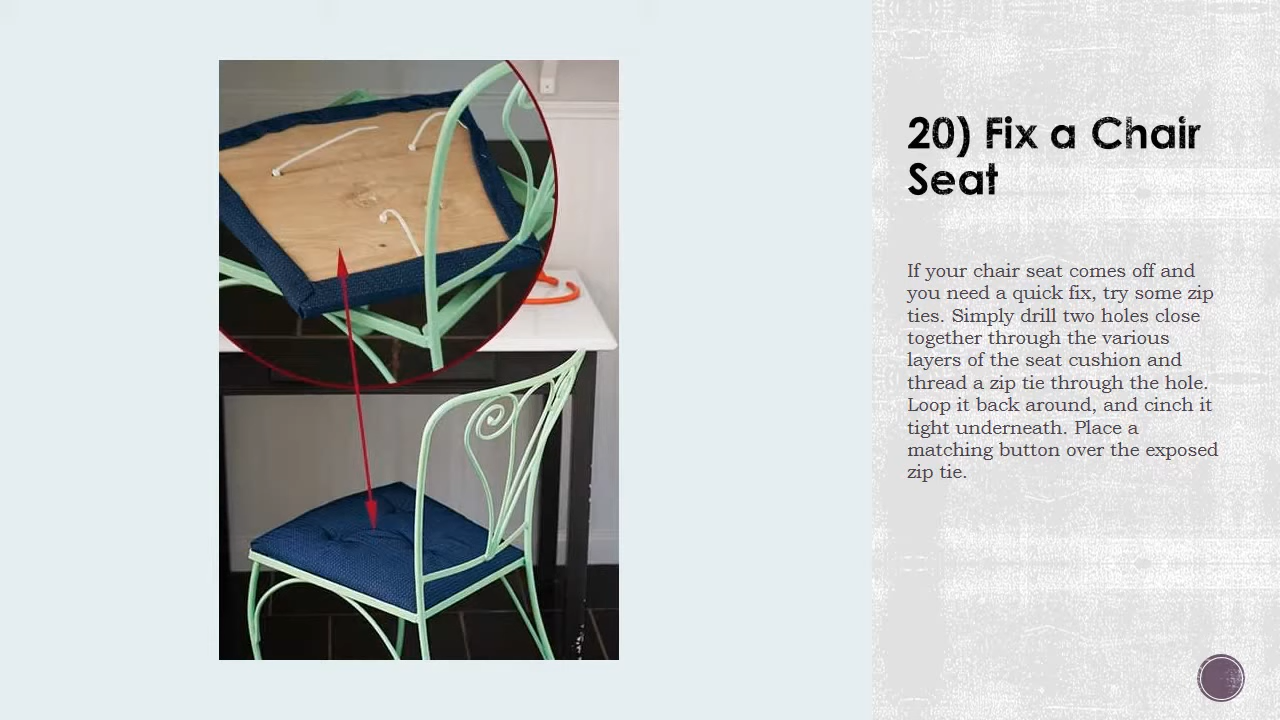 20) Fix a Chair
Seat
If your chair seat comes off and
you need a quick fix, try some zip
ties. Simply drill two holes close
together through the various
layers of the seat cushion and
thread a zip tie through the hole.
Loop it back around, and cinch it
tight underneath. Place a
matching button over the exposed
zip tie.